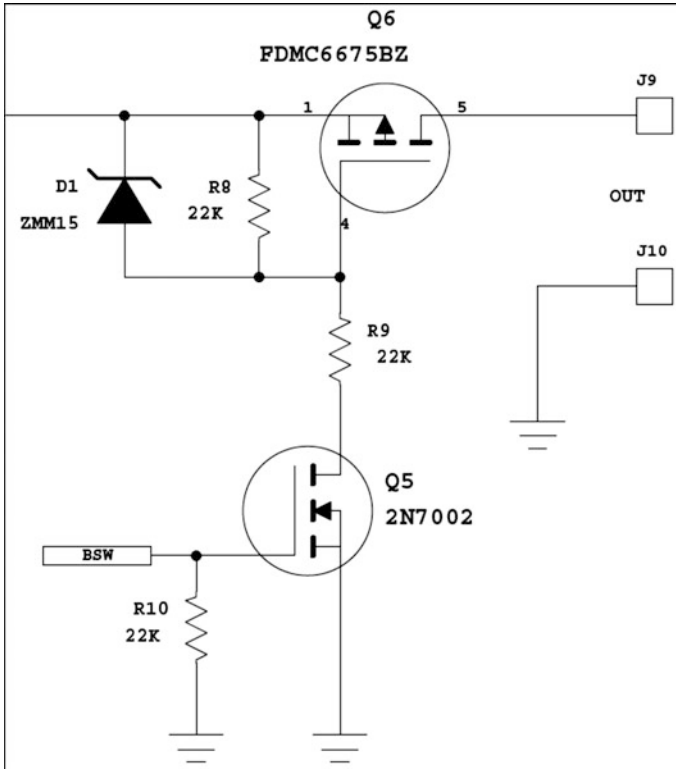 Q6
FDMC6675BZ
J9
1
5
D1
R8
22K
ZMM15
OUT
4
J10
R9
22K
Q5
2N7002
BSW
R10
22K